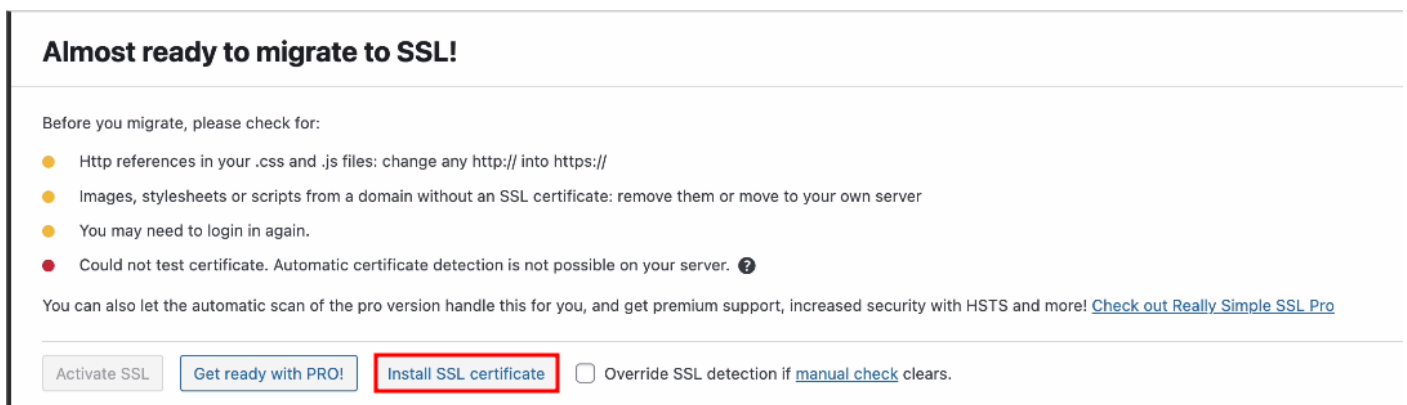 Almost ready to migrate to SSL!
Before you migrate, please check for:
Http references in your .css and .js files: change any http:// into https://
Images, stylesheets or scripts from a domain without an SSL certificate: remove them or move to your own server
You may need to login in again.
Could not test certificate. Automatic certificate detection is not possible on your server. ?
You can also let the automatic scan of the pro version handle this for you, and get premium support, increased security with HSTS and more! Check out Really Simple SSL Pro
Activate SSL Get ready with PRO! Install SSL certificate Override SSL detection if manual check clears.